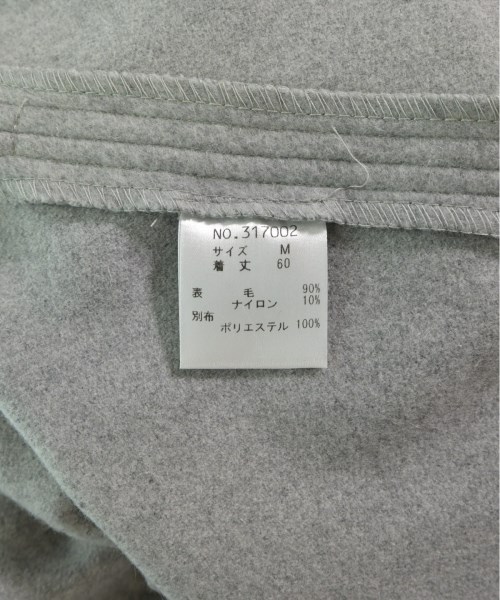 NO.317002
サイズ M
着丈 60
表 毛 90%
ナイロン 10%
別布
ポリエステル 100%